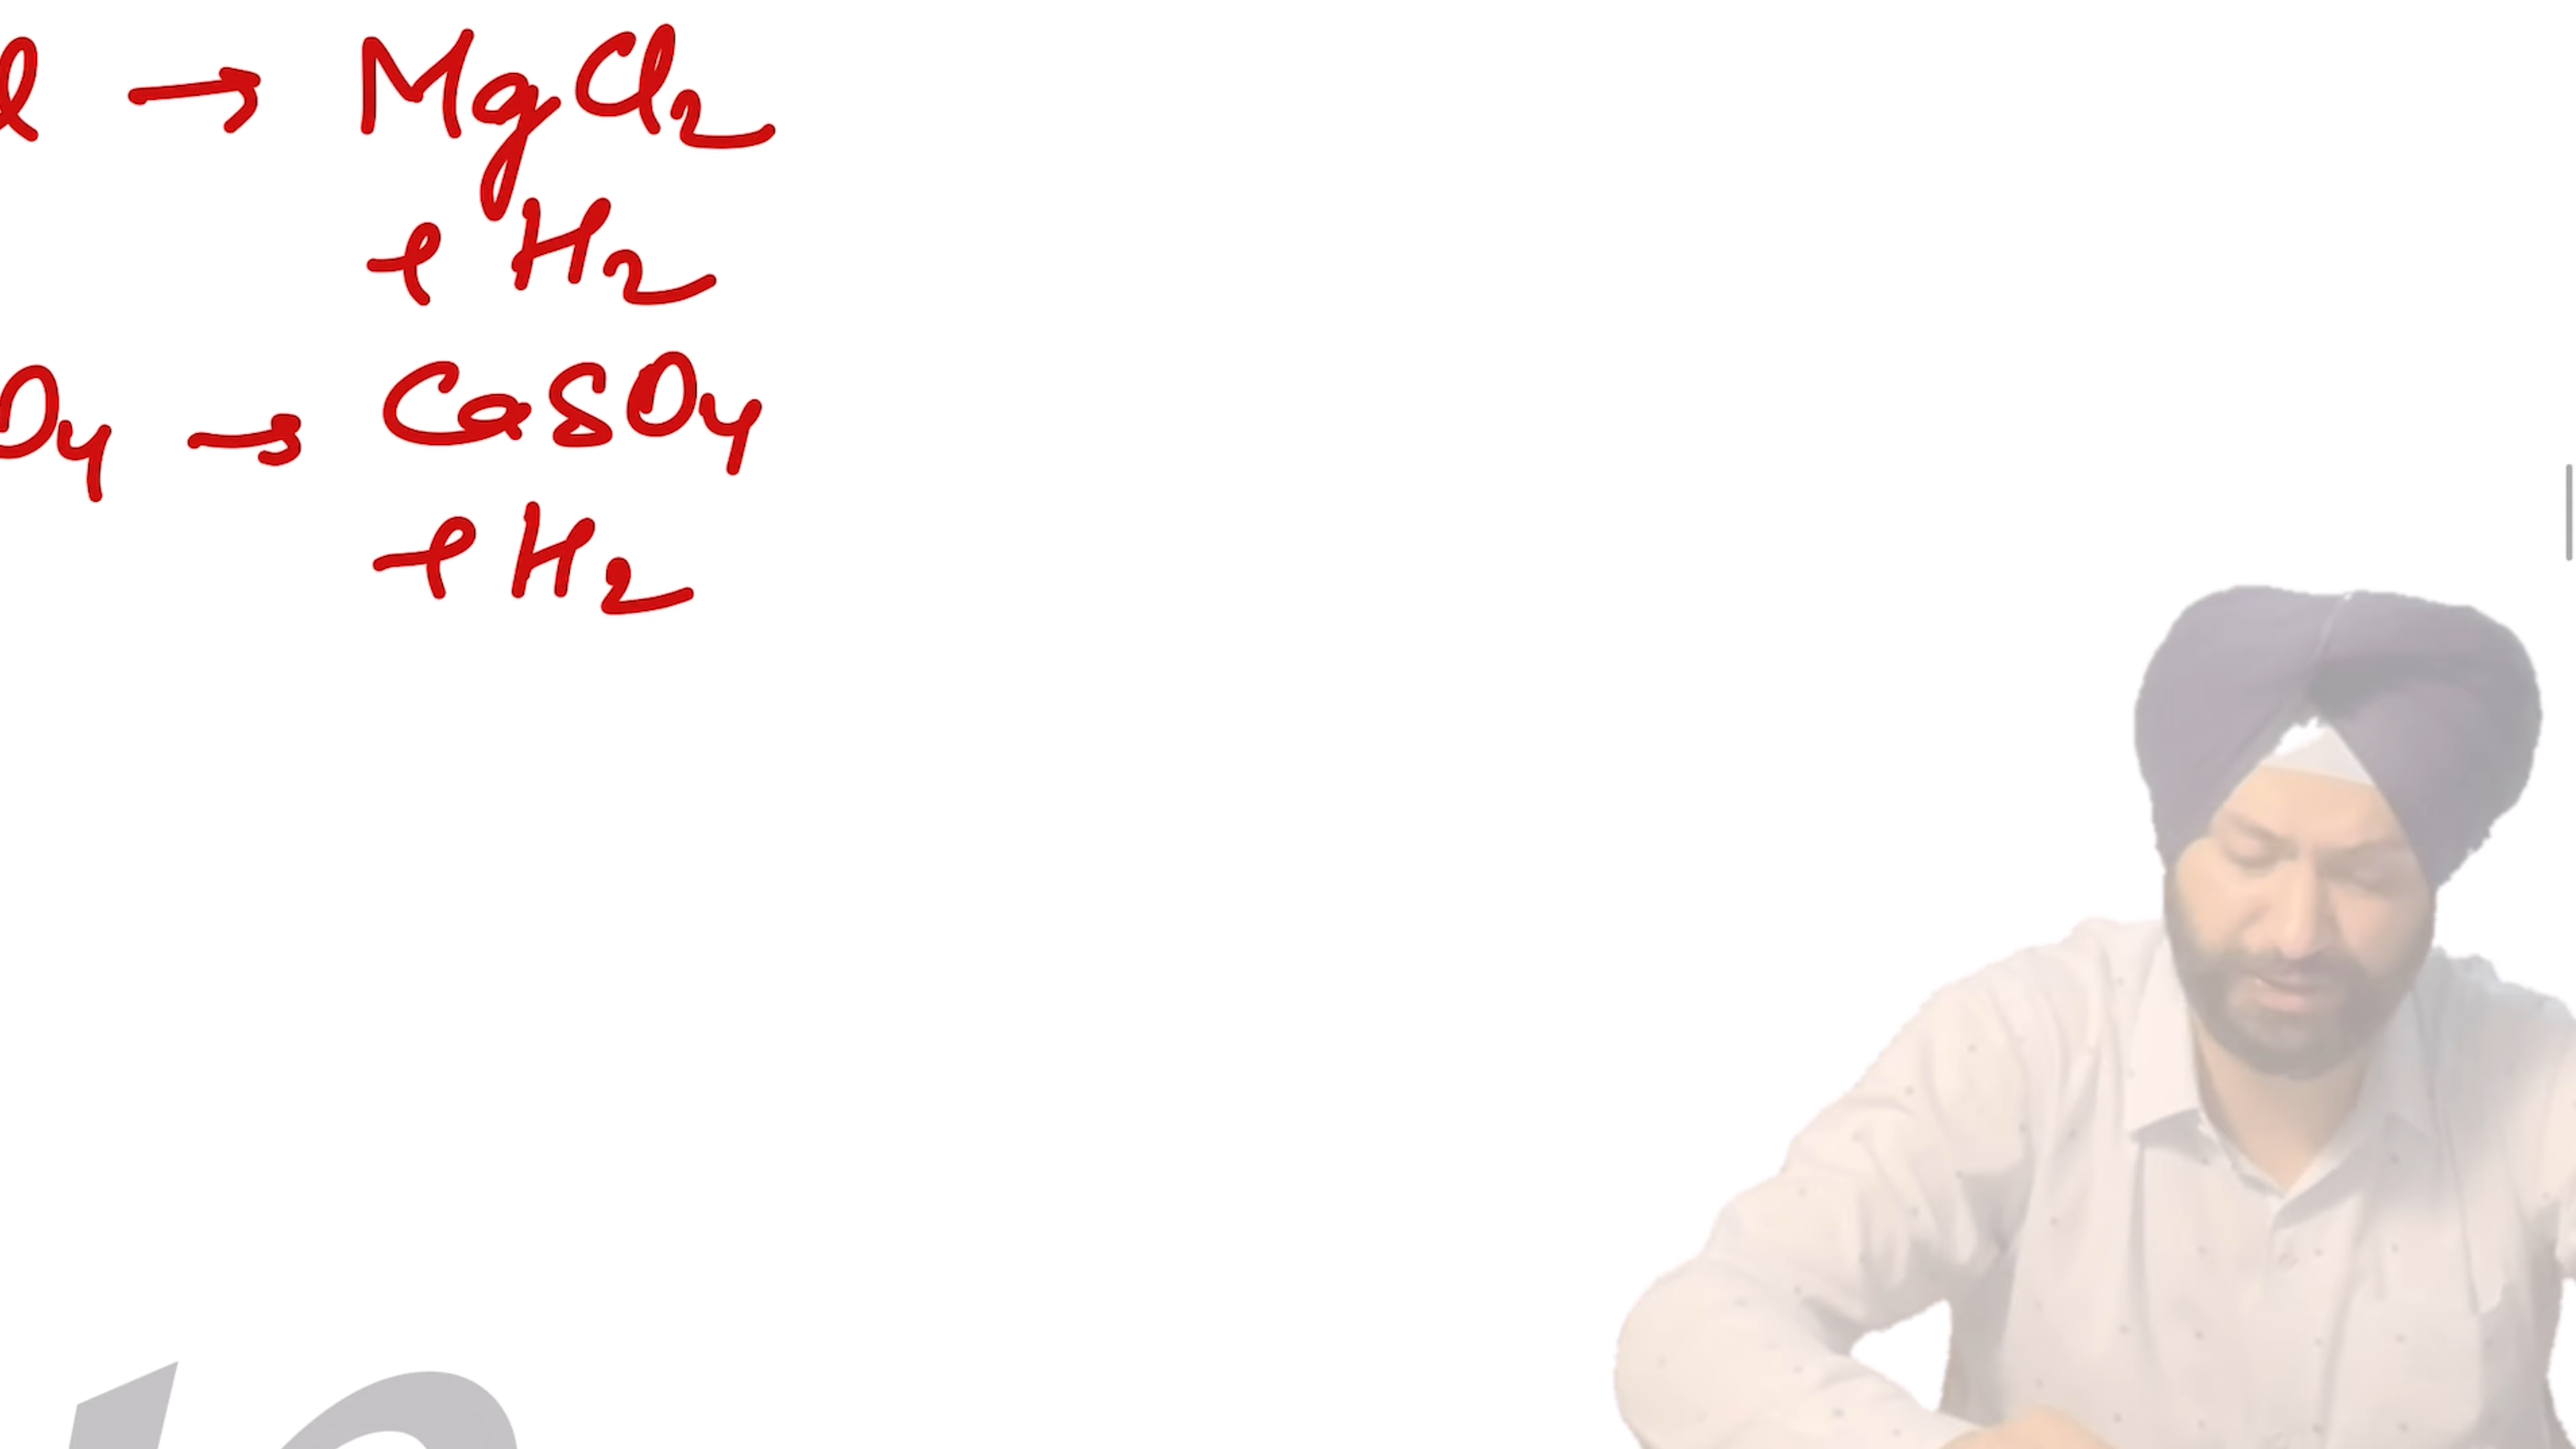 l → MgCl2
+ H2
O4 → CaSO4
+ H2